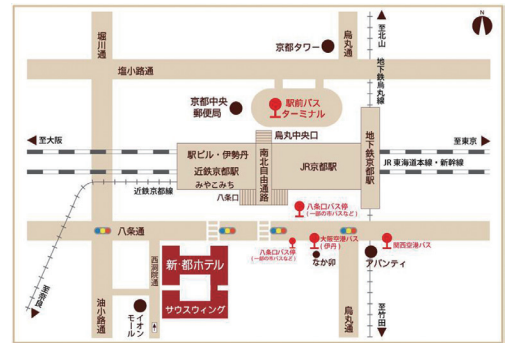 堀川通
京都タワー
烏丸通
至北山
地下鉄烏丸線
塩小路通
京都中央
郵便局
駅前バス
ターミナル
至大阪
烏丸中央口
至東京
駅ビル・伊勢丹
近鉄京都駅
みやこみち
南北自由通路
JR京都駅
地下鉄京都駅
JR 東海道本線・新幹線
近鉄京都線
八条口
八条口バス停
(一部の市バスなど)
八条通
八条口バス停
(一部の市バスなど)
大阪空港バス
(伊丹)
関西空港バス
なか卯
アバンティ
西洞院通
新・都ホテル
サウスウィング
至奈良
油小路通
イオン
モール
烏丸通
至竹田
N